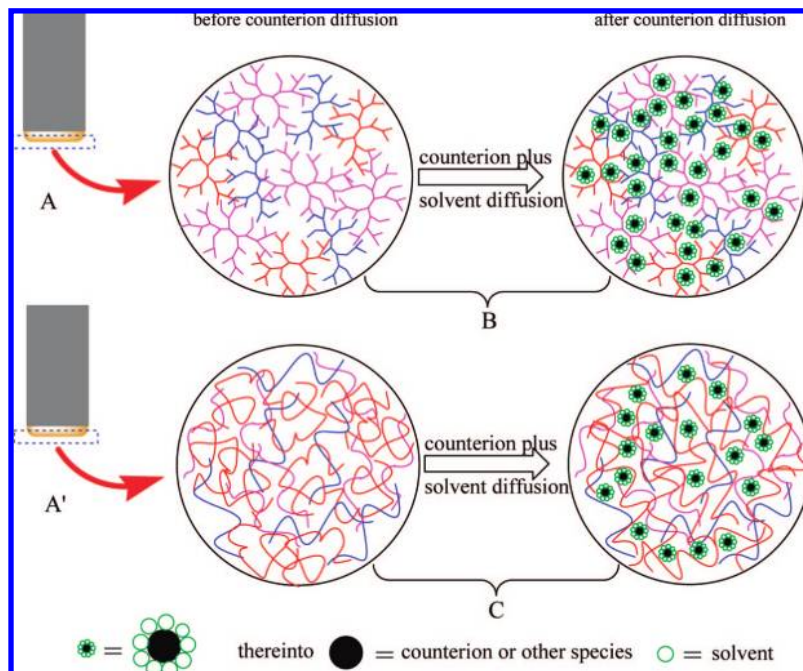 before counterion diffusion
after counterion diffusion
A
counterion plus
solvent diffusion
B
A'
counterion plus
solvent diffusion
C
= thereinto = counterion or other species = solvent